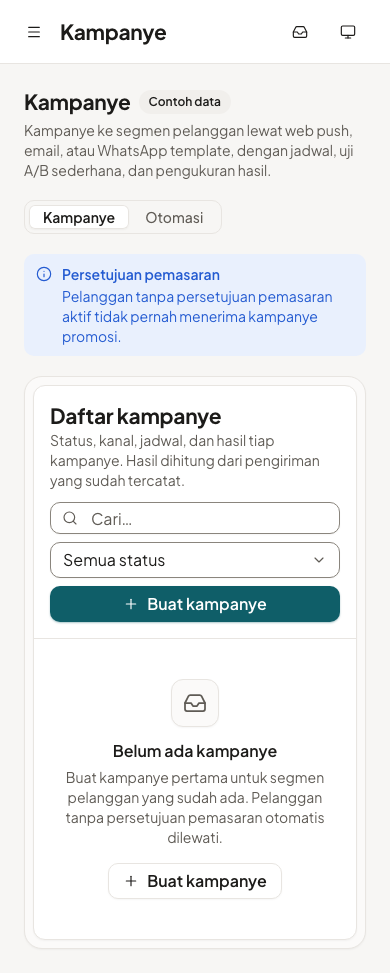 Kampanye
Kampanye
Contoh data
Kampanye ke segmen pelanggan lewat web push,
email, atau WhatsApp template, dengan jadwal, uji
A/B sederhana, dan pengukuran hasil.
Kampanye
Otomasi
Persetujuan pemasaran
Pelanggan tanpa persetujuan pemasaran
aktif tidak pernah menerima kampanye
promosi.
Daftar kampanye
Status, kanal, jadwal, dan hasil tiap
kampanye. Hasil dihitung dari pengiriman
yang sudah tercatat.
Cari...
Semua status
Buat kampanye
Belum ada kampanye
Buat kampanye pertama untuk segmen
pelanggan yang sudah ada. Pelanggan
tanpa persetujuan pemasaran otomatis
dilewati.
Buat kampanye